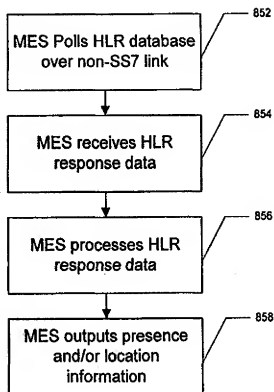 852
MES Polls HLR database
over non-SS7 link
854
MES receives HLR
response data
856
MES processes HLR
response data
858
MES outputs presence
and/or location
information